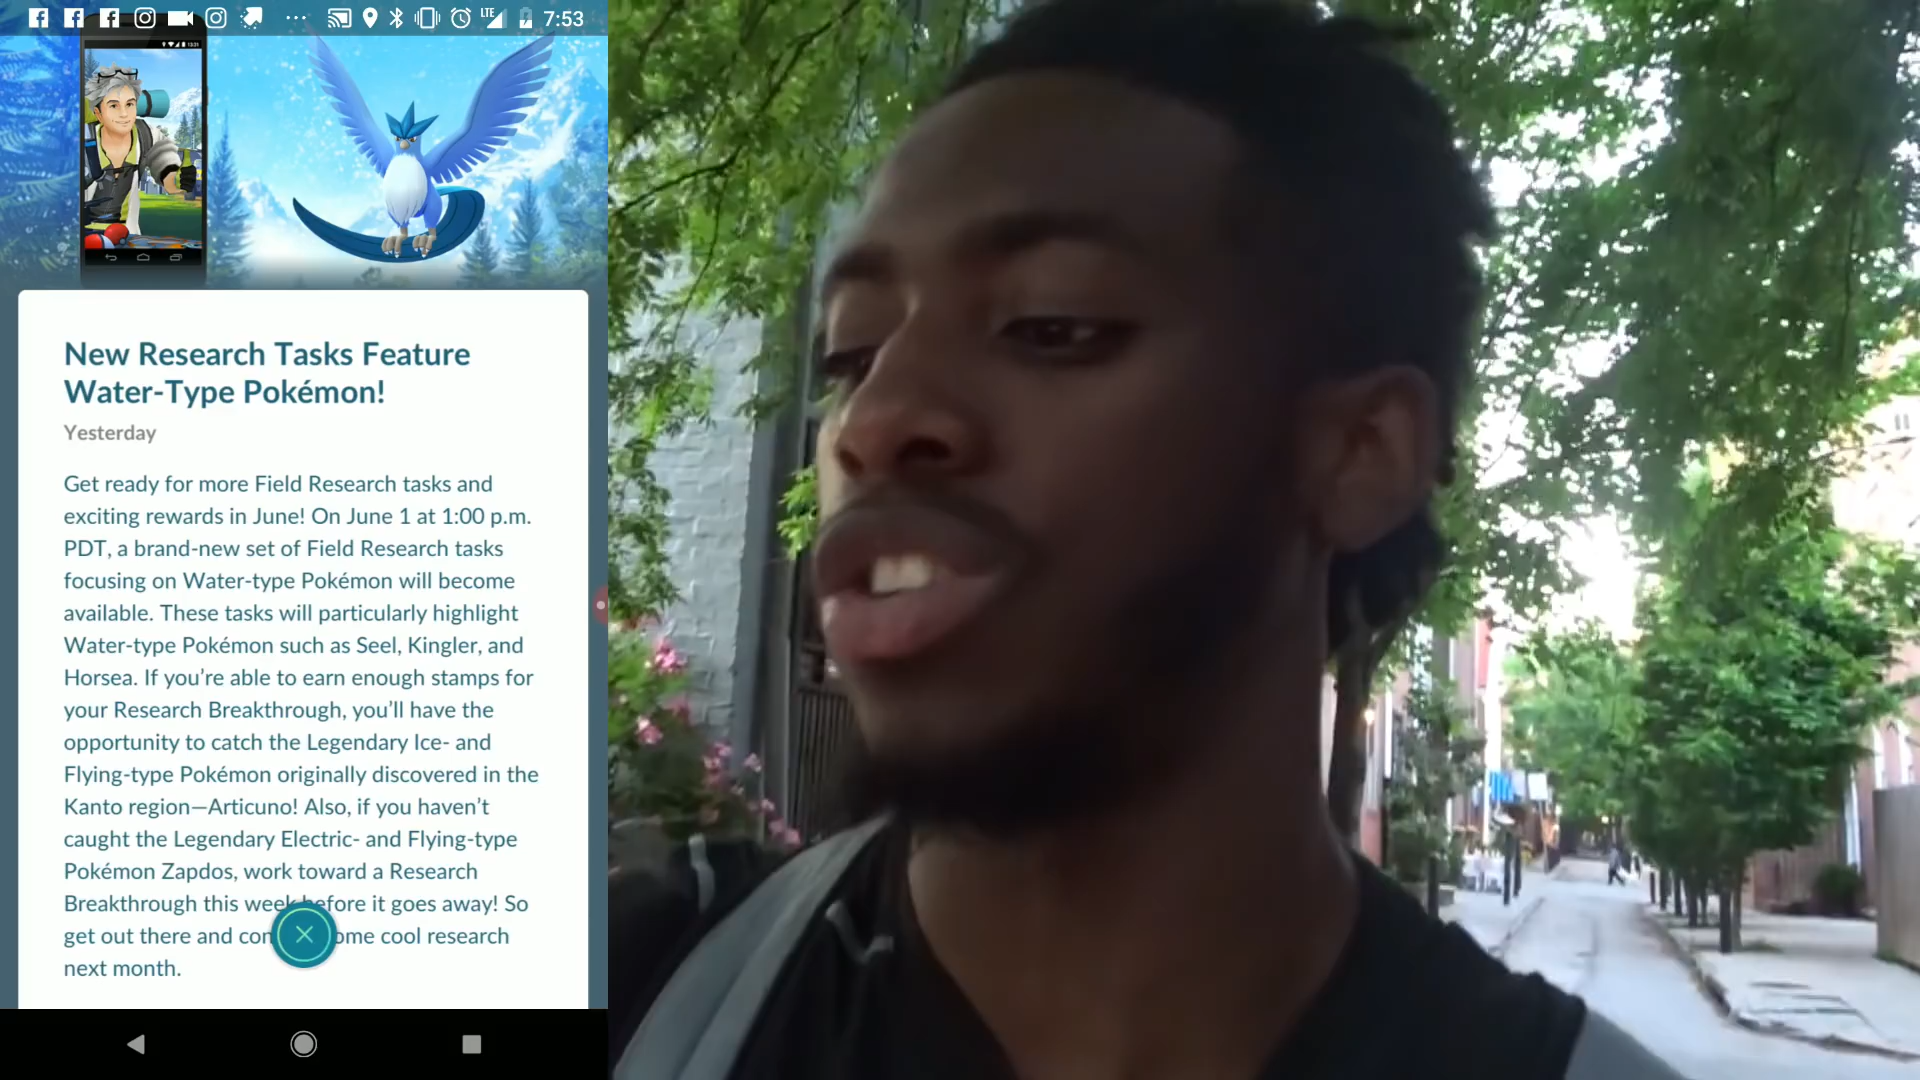 LTE 7:53
New Research Tasks Feature
Water-Type Pokémon!
Yesterday
Get ready for more Field Research tasks and
exciting rewards in June! On June 1 at 1:00 p.m.
PDT, a brand-new set of Field Research tasks
focusing on Water-type Pokémon will become
available. These tasks will particularly highlight
Water-type Pokémon such as Seel, Kingler, and
Horsea. If you're able to earn enough stamps for
your Research Breakthrough, you'll have the
opportunity to catch the Legendary Ice- and
Flying-type Pokémon originally discovered in the
Kanto region—Articuno! Also, if you haven't
caught the Legendary Electric- and Flying-type
Pokémon Zapdos, work toward a Research
Breakthrough this week before it goes away! So
get out there and con ome cool research
next month.